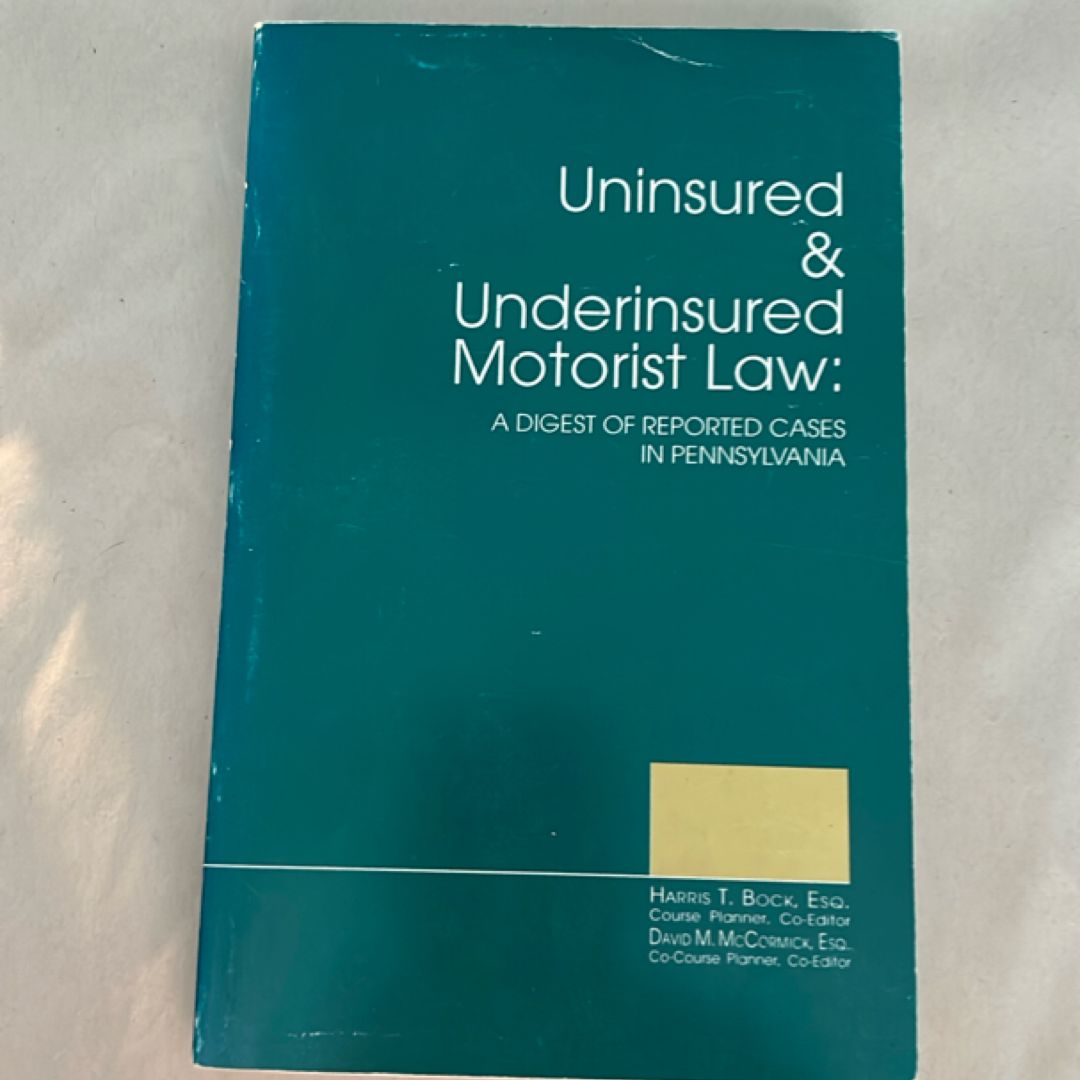 Uninsured
&
Underinsured
Motorist Law:
A DIGEST OF REPORTED CASES
IN PENNSYLVANIA
HARRIS T. BOCK, ESQ.
Course Planner, Co-Editor
DAVID M. MCCORMICK, ESQ.
Co-Course Planner, Co-Editor